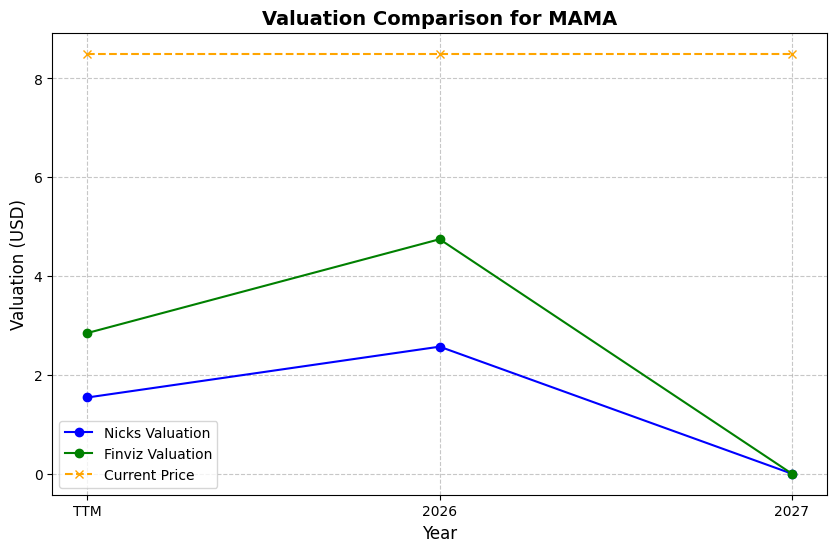 Valuation Comparison for MAMA
Valuation (USD)
8
6
4
2
0
Nicks Valuation
Finviz Valuation
Current Price
TTM 2026 2027
Year